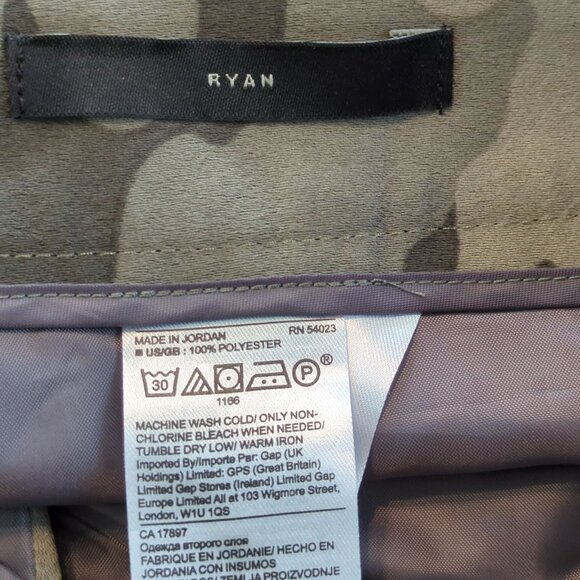 RYAN
MADE IN JORDAN RN 54023
■ US/GB : 100% POLYESTER
30 P
1166
MACHINE WASH COLD/ ONLY NON-
CHLORINE BLEACH WHEN NEEDED/
TUMBLE DRY LOW/ WARM IRON
Imported By/Importe Par: Gap (UK
Holdings) Limited: GPS (Great Britain)
Limited Gap Stores (Ireland) Limited Gap
Europe Limited All at 103 Wigmore Street,
London, W1U 1QS
CA 17897
Одежда второго слоя
FABRIQUE EN JORDANIE/ HECHO EN
JORDANIA CON INSUMOS